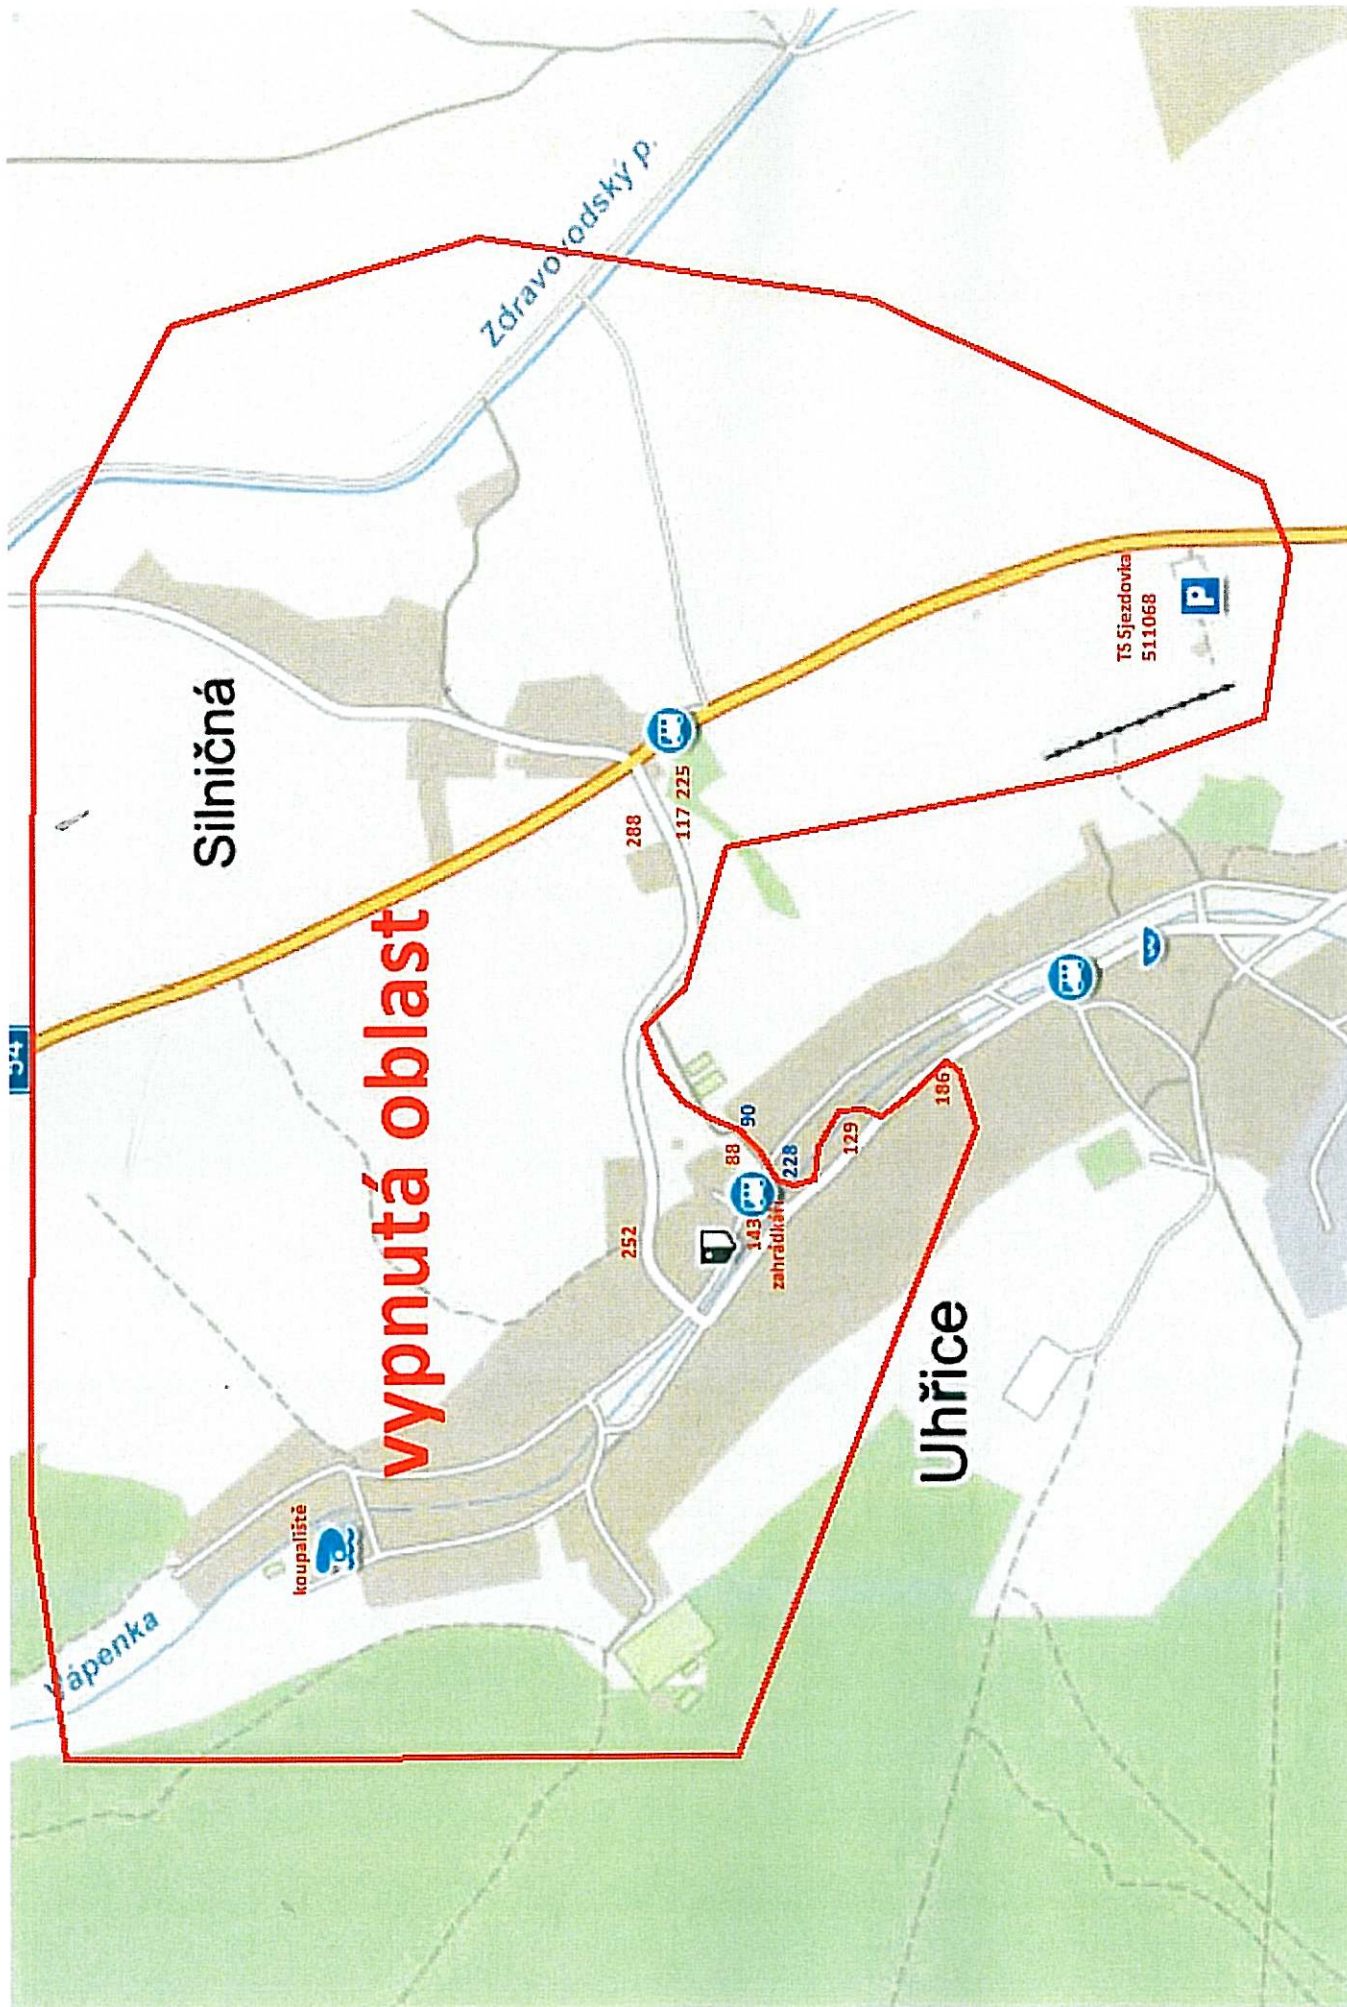 54
Silničná
Zdravovodský p.
vypnutá oblast
288
117 225
TS Sjezdovka
511068
P
252
88
90
228
143
zahrádkáři
129
186
koupaliště
Vápenka
Uhřice